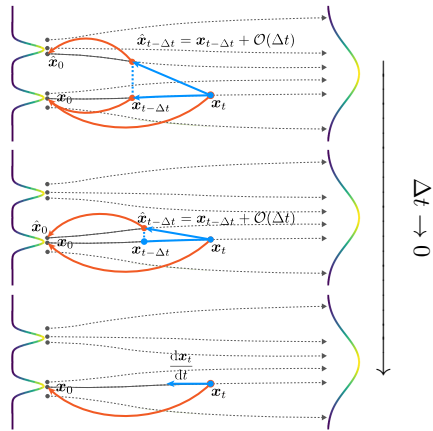 x̂_{t−Δt} = x_{t−Δt} + 𝒪(Δt)
x̂_0
x_0
x_{t−Δt}
x_t
x̂_{t−Δt} = x_{t−Δt} + 𝒪(Δt)
x̂_0
x_0
x_{t−Δt}
x_t
dx_t
dt
x_0
x_t
Δt → 0